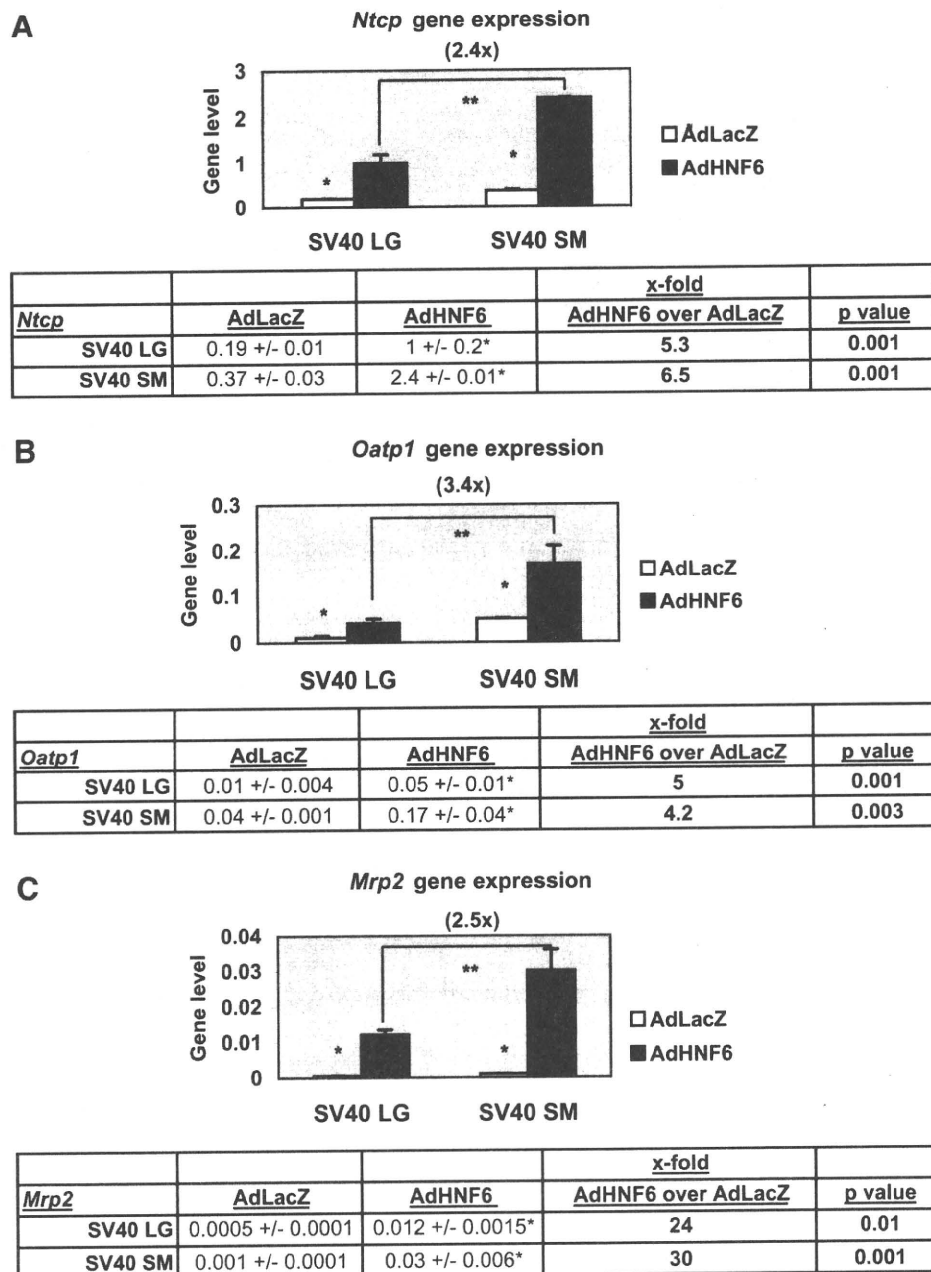 A
Ntcp gene expression
(2.4x)
3
2
1
0
Gene level
**
*
*
AdLacZ
AdHNF6
SV40 LG SV40 SM
x-fold
Ntcp AdLacZ AdHNF6 AdHNF6 over AdLacZ p value
SV40 LG 0.19 +/- 0.01 1 +/- 0.2* 5.3 0.001
SV40 SM 0.37 +/- 0.03 2.4 +/- 0.01* 6.5 0.001
B
Oatp1 gene expression
(3.4x)
0.3
0.2
0.1
0
Gene level
**
*
*
AdLacZ
AdHNF6
SV40 LG SV40 SM
x-fold
Oatp1 AdLacZ AdHNF6 AdHNF6 over AdLacZ p value
SV40 LG 0.01 +/- 0.004 0.05 +/- 0.01* 5 0.001
SV40 SM 0.04 +/- 0.001 0.17 +/- 0.04* 4.2 0.003
C
Mrp2 gene expression
(2.5x)
0.04
0.03
0.02
0.01
0
Gene level
**
*
*
AdLacZ
AdHNF6
SV40 LG SV40 SM
x-fold
Mrp2 AdLacZ AdHNF6 AdHNF6 over AdLacZ p value
SV40 LG 0.0005 +/- 0.0001 0.012 +/- 0.0015* 24 0.01
SV40 SM 0.001 +/- 0.0001 0.03 +/- 0.006* 30 0.001